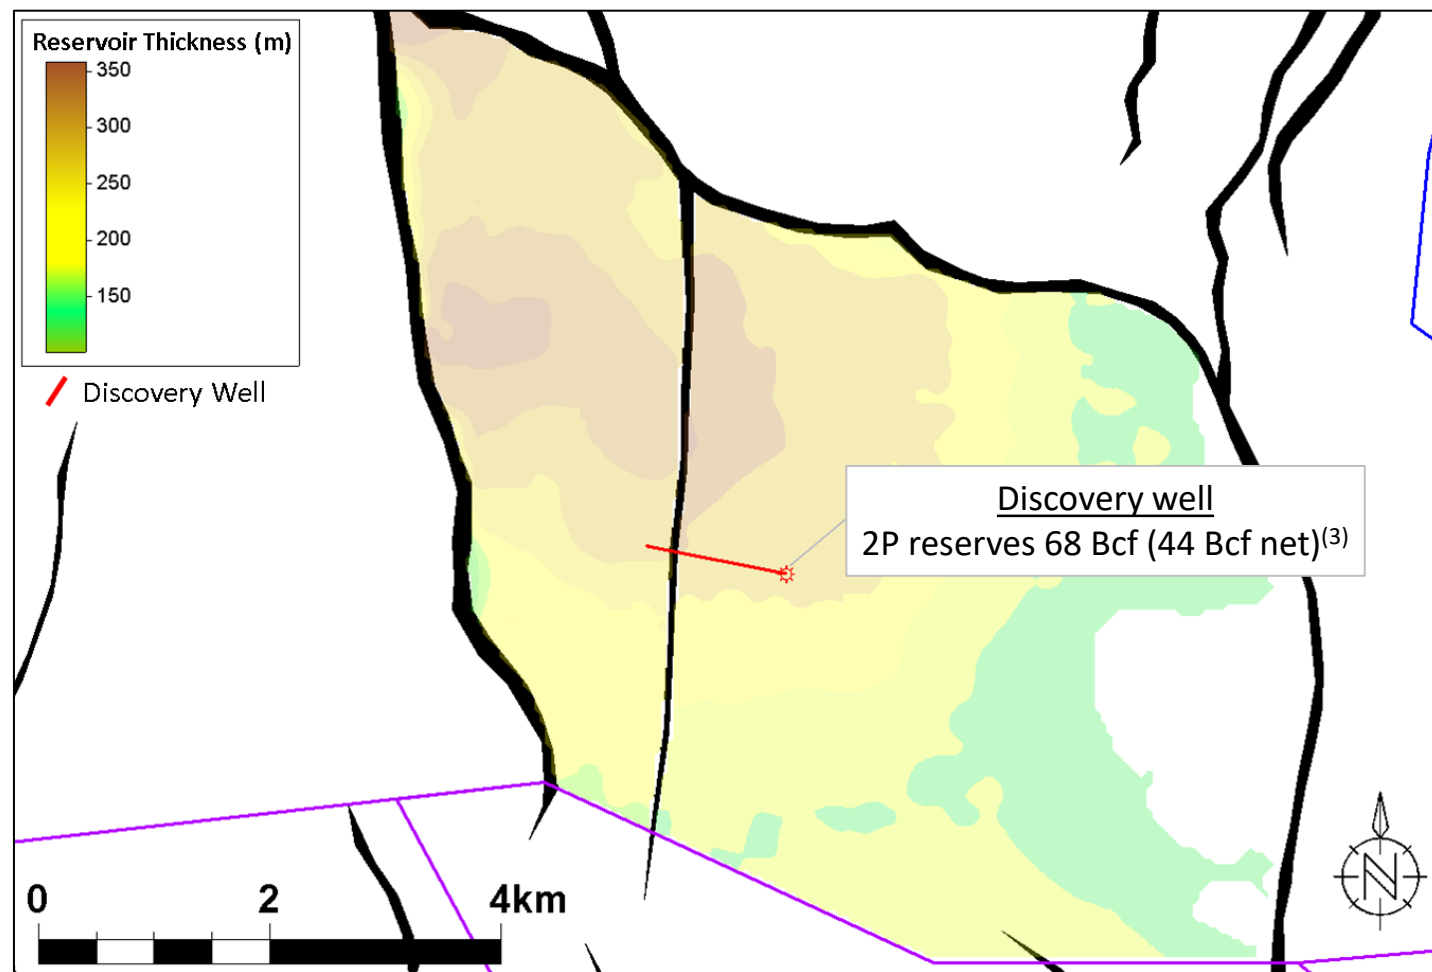 Reservoir Thickness (m)
350
300
250
200
150
Discovery Well
Discovery well
2P reserves 68 Bcf (44 Bcf net)(3)
0 2 4km
N